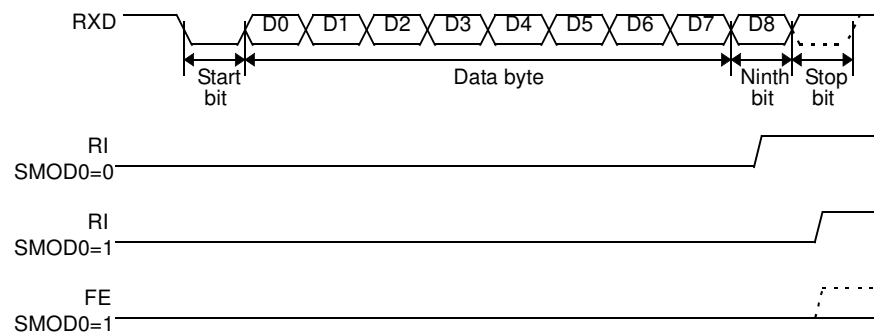 RXD D0 D1 D2 D3 D4 D5 D6 D7 D8
Start bit
Data byte
Ninth bit
Stop bit
RI
SMOD0=0
RI
SMOD0=1
FE
SMOD0=1